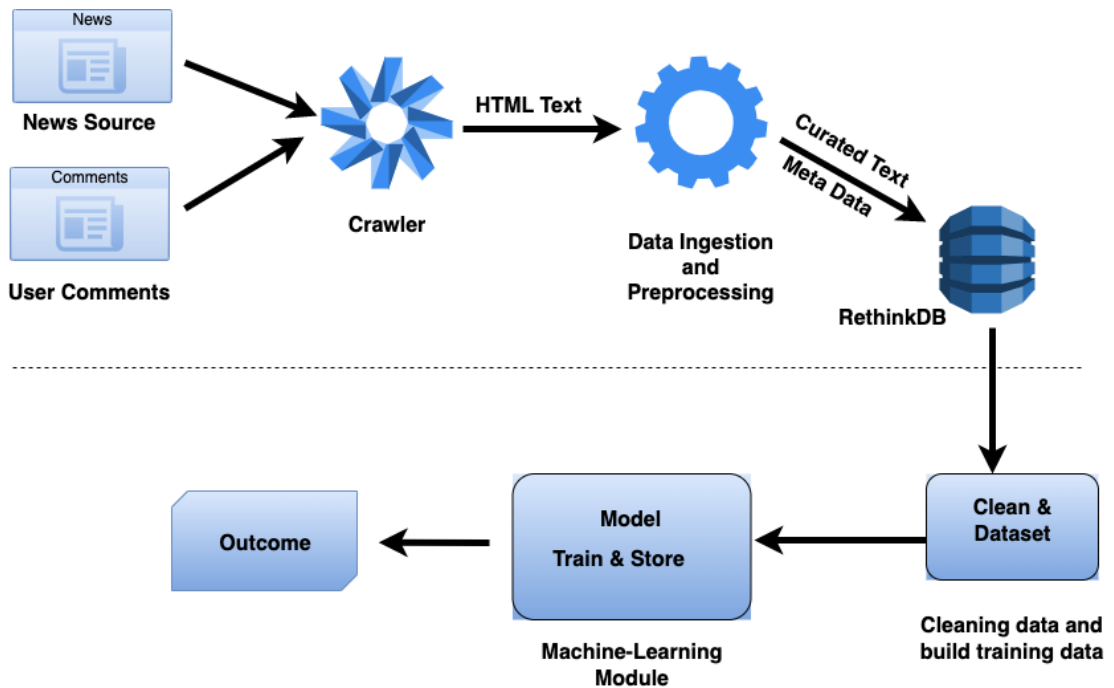 News
News Source
Comments
User Comments
Crawler
HTML Text
Data Ingestion
and
Preprocessing
Curated Text
Meta Data
RethinkDB
Clean &
Dataset
Cleaning data and
build training data
Model
Train & Store
Machine-Learning
Module
Outcome